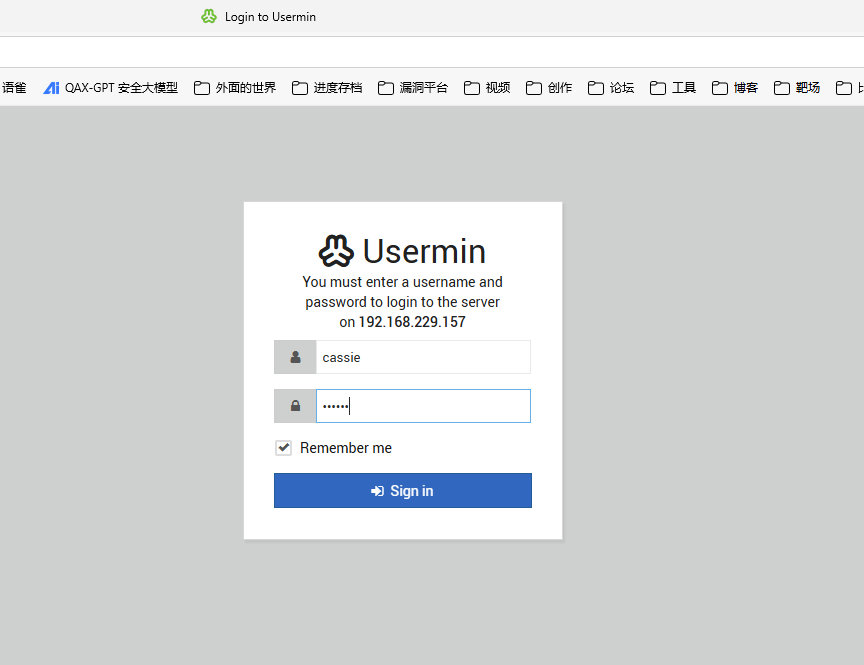 Login to Usermin
语雀 QAX-GPT 安全大模型 外面的世界 进度存档 漏洞平台 视频 创作 论坛 工具 博客 靶场
Usermin
You must enter a username and
password to login to the server
on 192.168.229.157
cassie
••••••
Remember me
Sign in